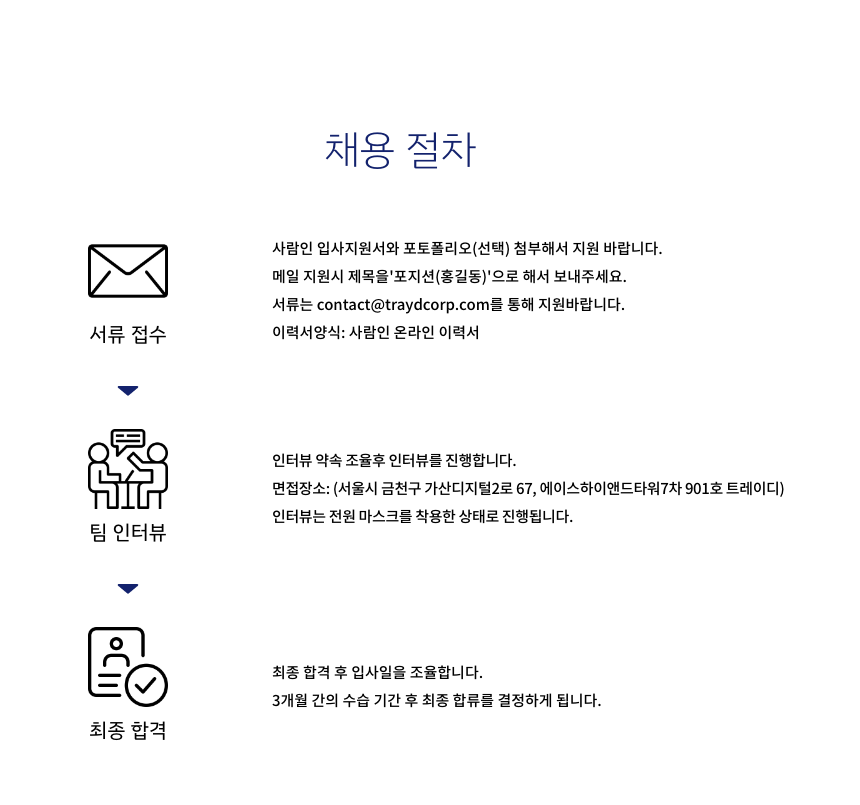 채용 절차
사람인 입사지원서와 포토폴리오(선택) 첨부해서 지원 바랍니다.
메일 지원시 제목을'포지션(홍길동)'으로 해서 보내주세요.
서류는 contact@traydcorp.com를 통해 지원바랍니다.
이력서양식: 사람인 온라인 이력서
서류 접수
인터뷰 약속 조율후 인터뷰를 진행합니다.
면접장소: (서울시 금천구 가산디지털2로 67, 에이스하이앤드타워7차 901호 트레이디)
인터뷰는 전원 마스크를 착용한 상태로 진행됩니다.
팀 인터뷰
최종 합격 후 입사일을 조율합니다.
3개월 간의 수습 기간 후 최종 합류를 결정하게 됩니다.
최종 합격